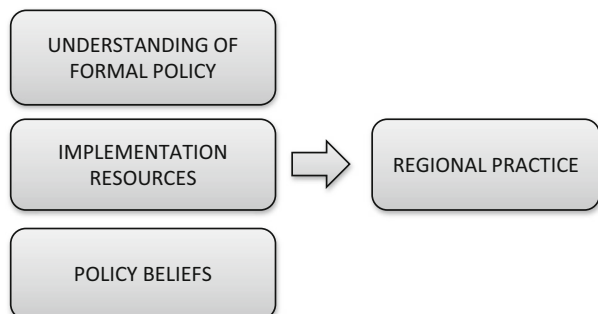 UNDERSTANDING OF
FORMAL POLICY
IMPLEMENTATION
RESOURCES
REGIONAL PRACTICE
POLICY BELIEFS